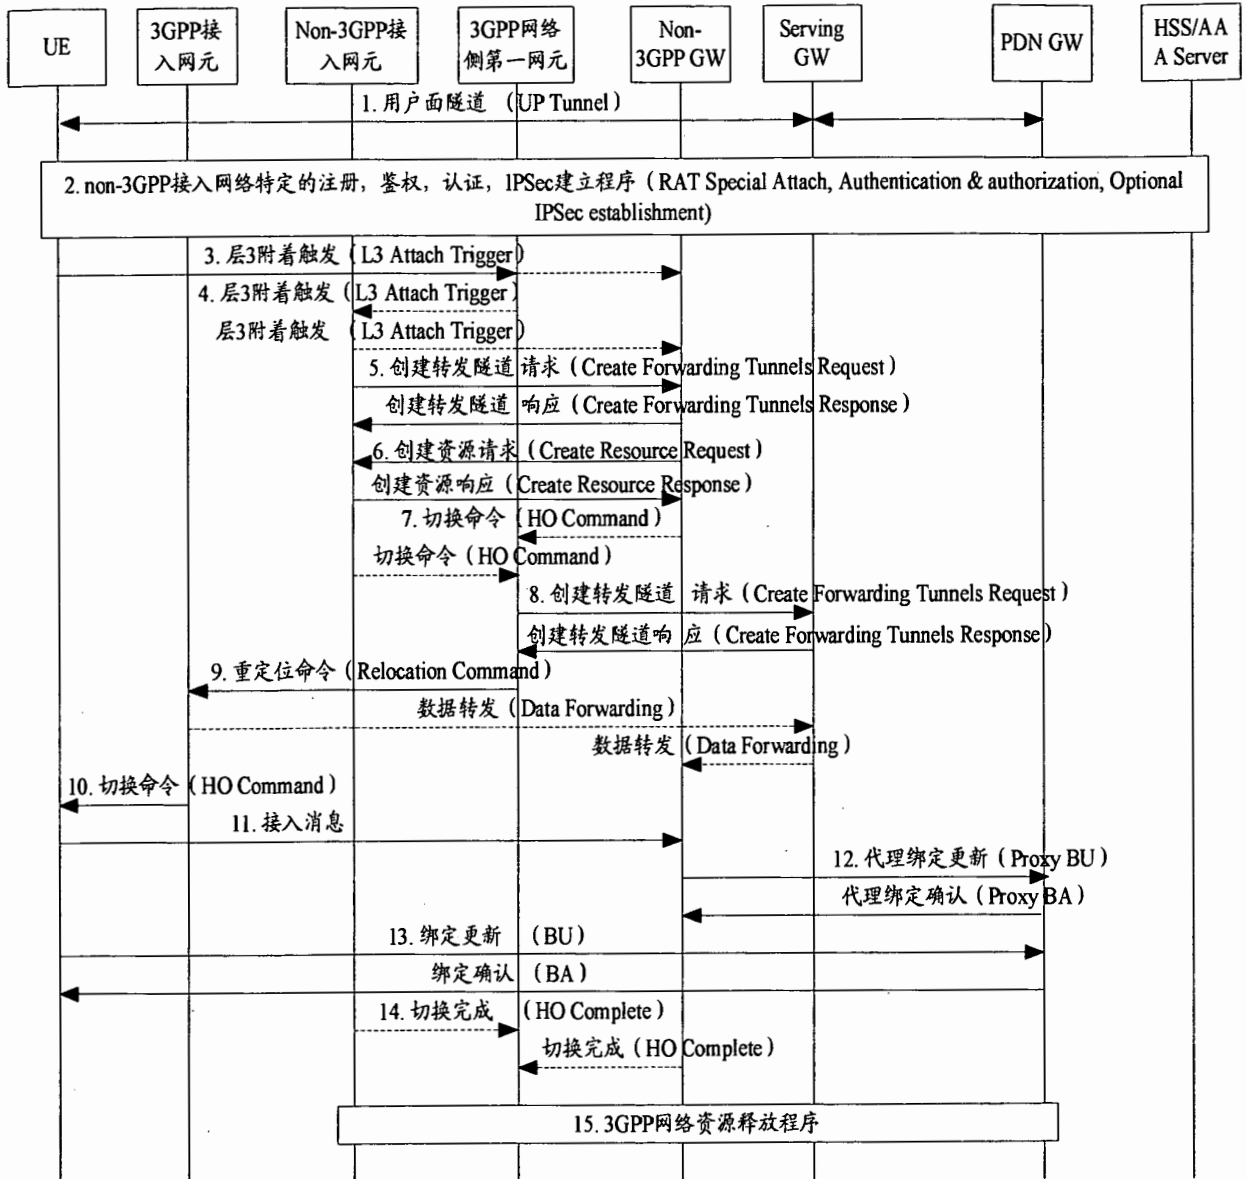 UE
3GPP接
入网元
Non-3GPP接
入网元
3GPP网络
侧第一网元
Non-
3GPP GW
Serving
GW
PDN GW
HSS/AA
A Server
1. 用户面隧道 （UP Tunnel）
2. non-3GPP接入网络特定的注册，鉴权，认证，IPSec建立程序（RAT Special Attach, Authentication & authorization, Optional
IPSec establishment)
3. 层3附着触发（L3 Attach Trigger）
4. 层3附着触发（L3 Attach Trigger）
层3附着触发 （L3 Attach Trigger）
5. 创建转发隧道 请求（Create Forwarding Tunnels Request）
创建转发隧道 响应（Create Forwarding Tunnels Response）
6. 创建资源请求（Create Resource Request）
创建资源响应（Create Resource Response）
7. 切换命令（HO Command）
切换命令（HO Command）
8. 创建转发隧道 请求（Create Forwarding Tunnels Request）
创建转发隧道响 应（Create Forwarding Tunnels Response）
9. 重定位命令（Relocation Command）
数据转发（Data Forwarding）
数据转发（Data Forwarding）
10. 切换命令（HO Command）
11. 接入消息
12. 代理绑定更新（Proxy BU）
代理绑定确认（Proxy BA）
13. 绑定更新 （BU）
绑定确认 （BA）
14. 切换完成 （HO Complete）
切换完成（HO Complete）
15. 3GPP网络资源释放程序